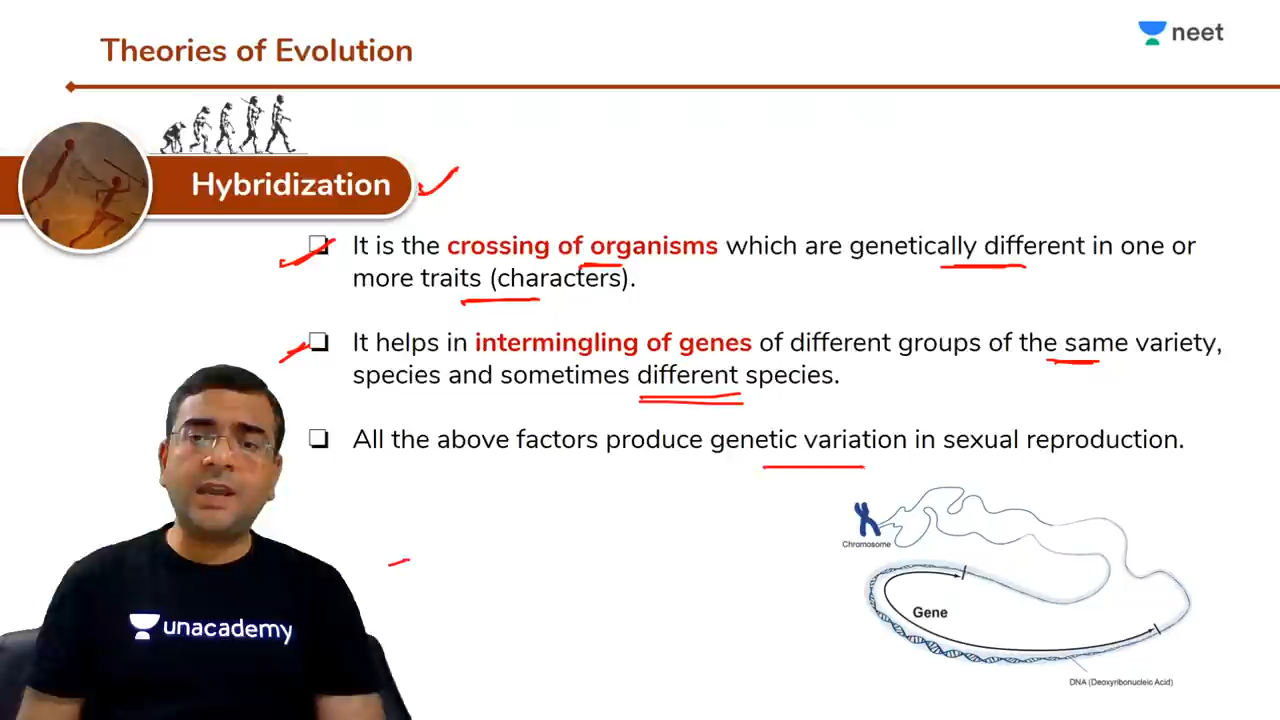 Theories of Evolution
neet
Hybridization
It is the crossing of organisms which are genetically different in one or
more traits (characters).
It helps in intermingling of genes of different groups of the same variety,
species and sometimes different species.
All the above factors produce genetic variation in sexual reproduction.
Chromosome
Gene
DNA (Deoxyribonucleic Acid)
unacademy